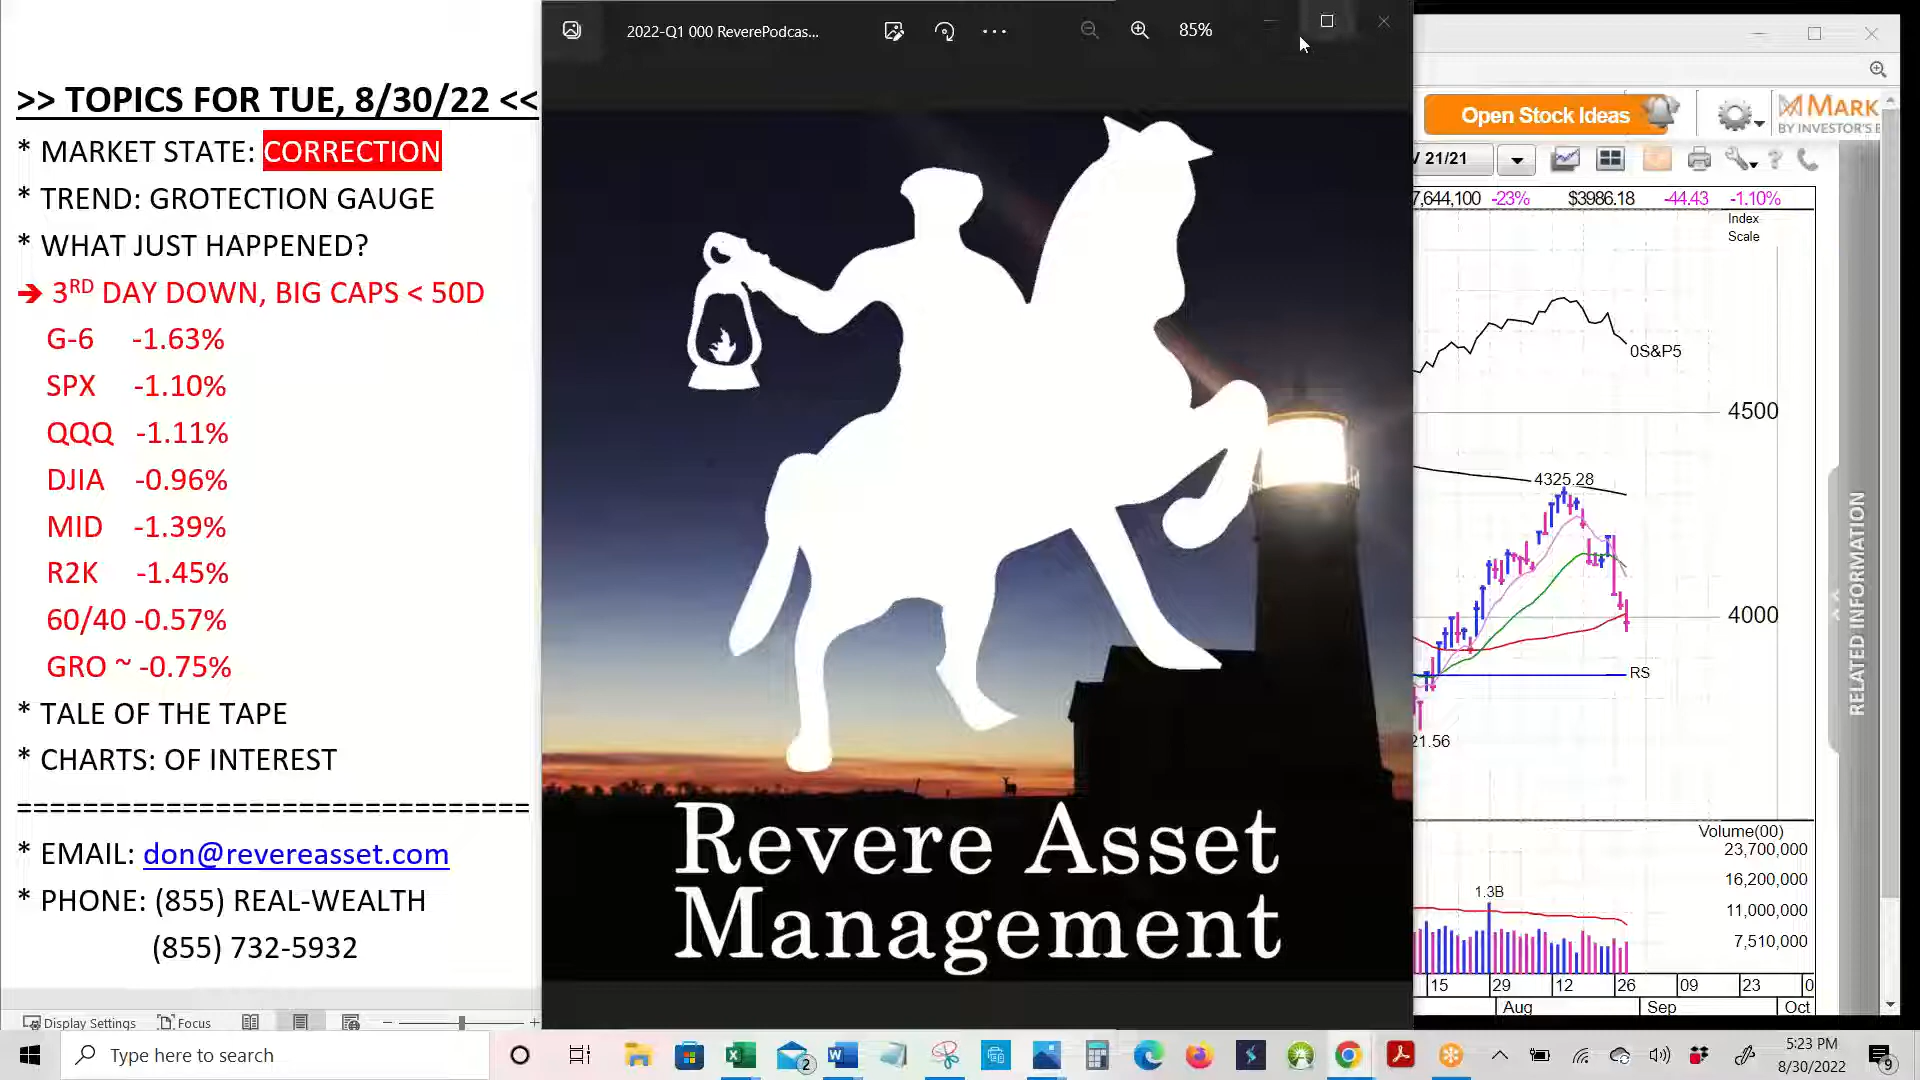 >> TOPICS FOR TUE, 8/30/22 <<
* MARKET STATE: CORRECTION
* TREND: GROTECTION GAUGE
* WHAT JUST HAPPENED?
➔ 3RD DAY DOWN, BIG CAPS < 50D
G-6 -1.63%
SPX -1.10%
QQQ -1.11%
DJIA -0.96%
MID -1.39%
R2K -1.45%
60/40 -0.57%
GRO ~ -0.75%
* TALE OF THE TAPE
* CHARTS: OF INTEREST
==============================
* EMAIL: don@revereasset.com
* PHONE: (855) REAL-WEALTH
(855) 732-5932
Display Settings
Focus
2022-Q1 000 ReverePodcas...
85%
Revere Asset
Management
Open Stock Ideas
MARK
BY INVESTOR'S
V 21/21
7,644,100 -23% $3986.18 -44.43 -1.10%
Index
Scale
0S&P5
4500
4325.28
4000
RS
21.56
RELATED INFORMATION
Volume(00)
23,700,000
16,200,000
11,000,000
7,510,000
1.3B
15 29 12 26 09 23 0
Aug Sep Oct
Type here to search
2
5:23 PM
8/30/2022
9